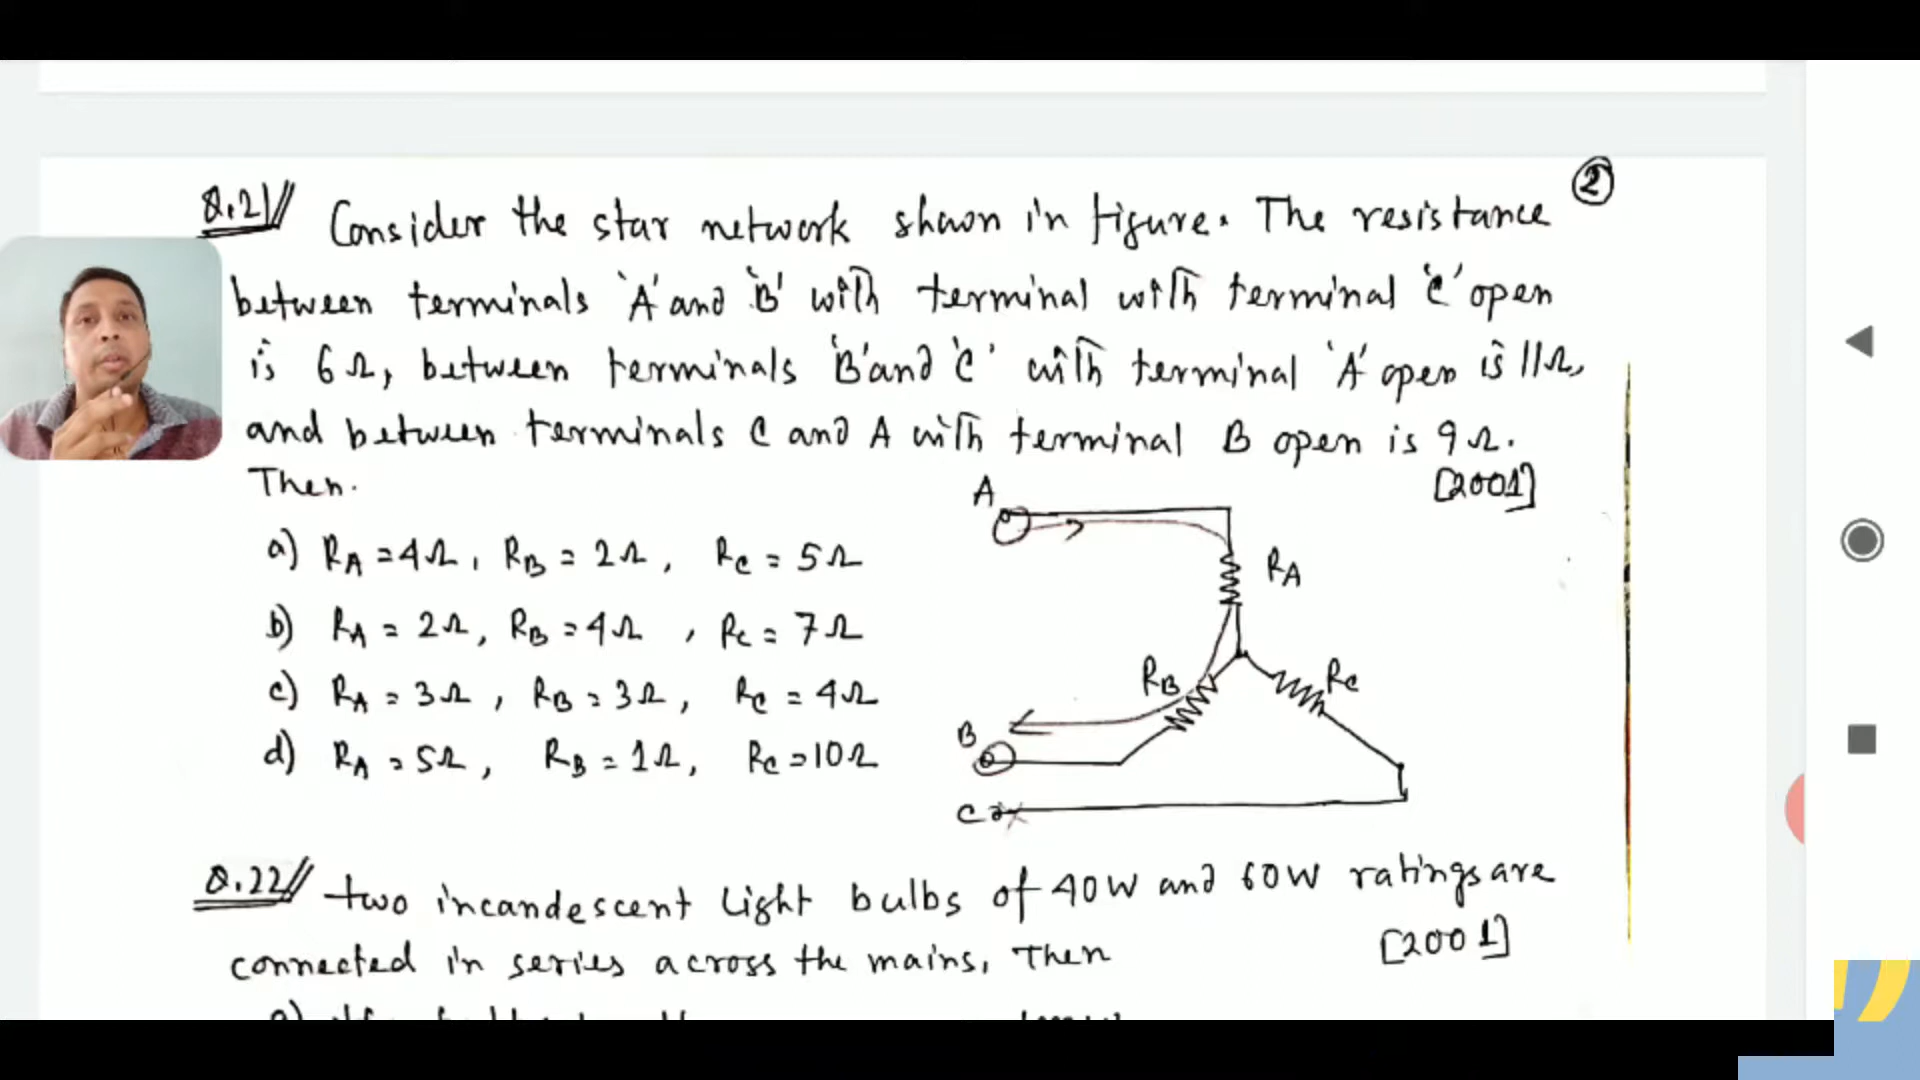 ②
Q.21 Consider the star network shown in figure. The resistance
between terminals 'A' and 'B' with terminal with terminal 'C' open
is 6Ω, between terminals 'B' and 'C' with terminal 'A' open is 11Ω,
and between terminals C and A with terminal B open is 9Ω.
[2001]
Then.
a) RA = 4Ω, RB = 2Ω, RC = 5Ω
b) RA = 2Ω, RB = 4Ω, RC = 7Ω
c) RA = 3Ω, RB = 3Ω, RC = 4Ω
d) RA = 5Ω, RB = 1Ω, RC = 10Ω
A
RA
RB
RC
B
C
Q.22 two incandescent Light bulbs of 40W and 60W ratings are
connected in series across the mains, Then
[2001]